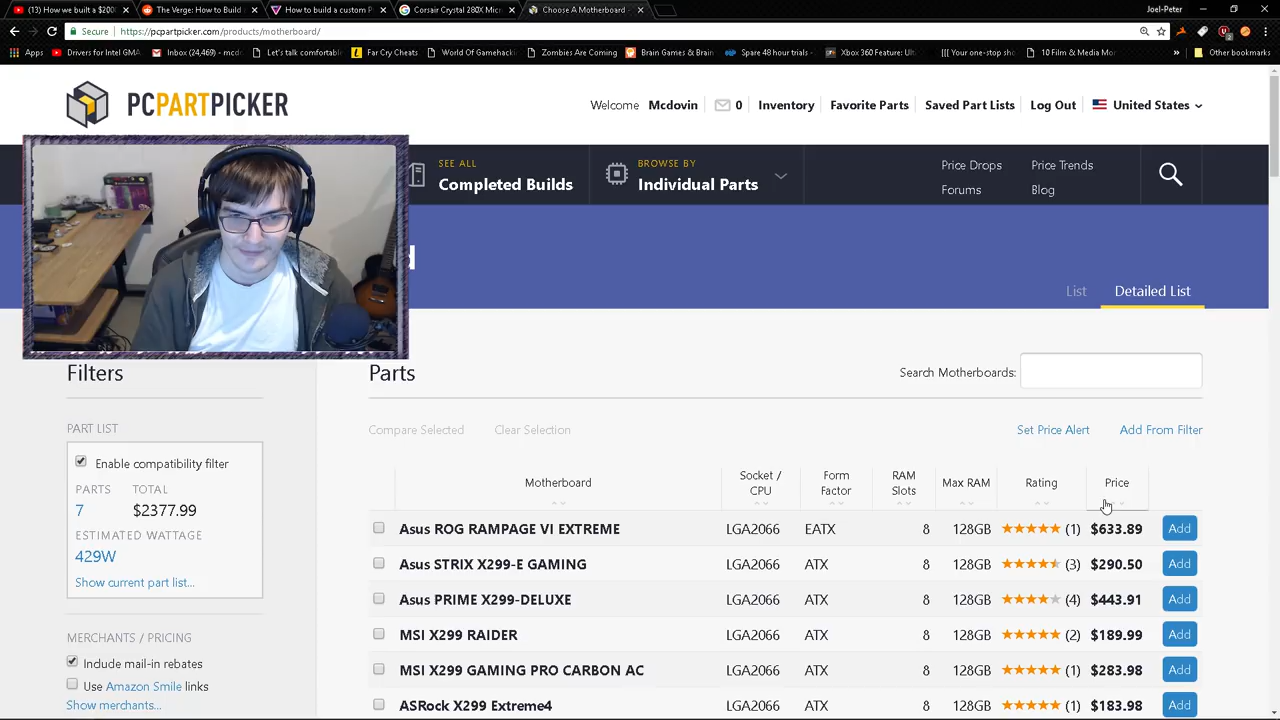 (13) How we built a $200
The Verge: How to Build
How to build a custom P
Corsair Crystal 280X Micr
Choose A Motherboard
Joel-Peter
Secure https://pcpartpicker.com/products/motherboard/
Apps Drivers for Intel GMA Inbox (24,469) - mcd Let's talk comfortable Far Cry Cheats World Of Gamehack Zombies Are Coming Brain Games & Brain Spare 48 hour trials - Xbox 360 Feature: Ult [[[ Your one-stop sho 10 Film & Media Mor » Other bookmarks
PCPARTPICKER
Welcome Mcdovin 0 Inventory Favorite Parts Saved Part Lists Log Out United States
SEE ALL
Completed Builds
BROWSE BY
Individual Parts
Price Drops Price Trends
Forums Blog
d
List Detailed List
Filters
Parts
Search Motherboards:
PART LIST
Compare Selected Clear Selection Set Price Alert Add From Filter
Enable compatibility filter
PARTS TOTAL
7 $2377.99
ESTIMATED WATTAGE
429W
Show current part list...
MERCHANTS / PRICING
Include mail-in rebates
Use Amazon Smile links
Show merchants...
Motherboard Socket / CPU Form Factor RAM Slots Max RAM Rating Price
Asus ROG RAMPAGE VI EXTREME LGA2066 EATX 8 128GB (1) $633.89 Add
Asus STRIX X299-E GAMING LGA2066 ATX 8 128GB (3) $290.50 Add
Asus PRIME X299-DELUXE LGA2066 ATX 8 128GB (4) $443.91 Add
MSI X299 RAIDER LGA2066 ATX 8 128GB (2) $189.99 Add
MSI X299 GAMING PRO CARBON AC LGA2066 ATX 8 128GB (1) $283.98 Add
ASRock X299 Extreme4 LGA2066 ATX 8 128GB $183.98 Add